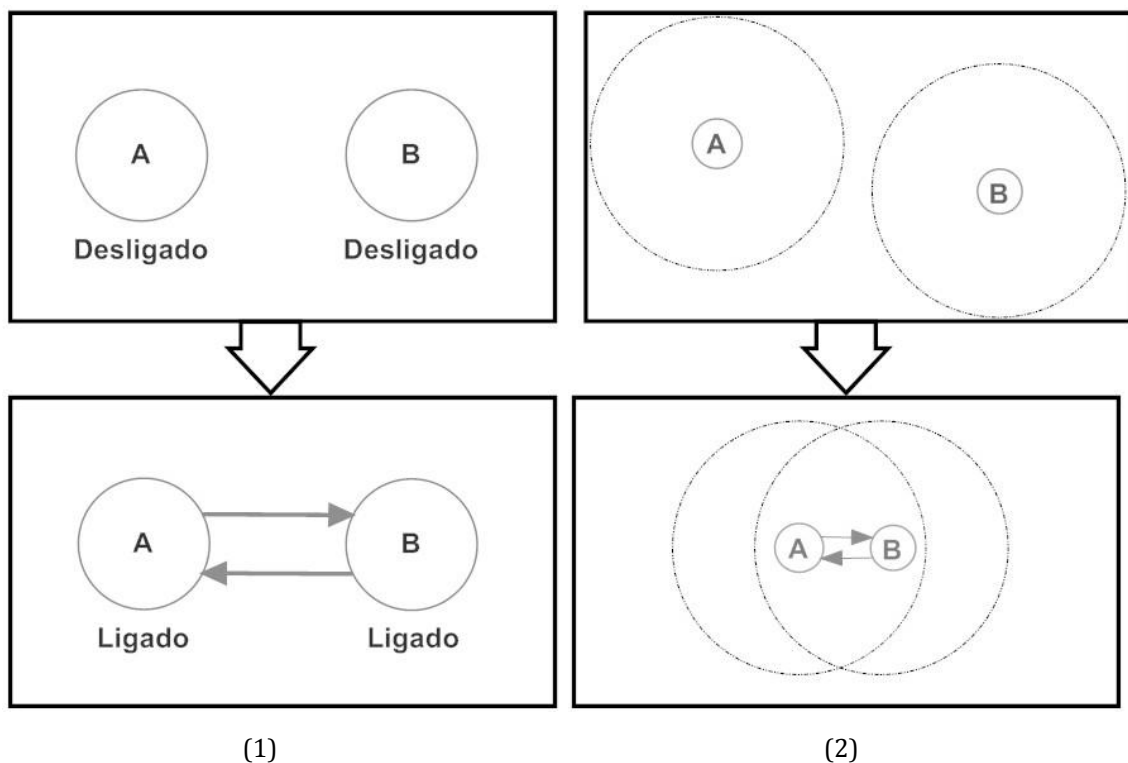 A B
Desligado Desligado
A
B
A B
Ligado Ligado
A B
(1) (2)